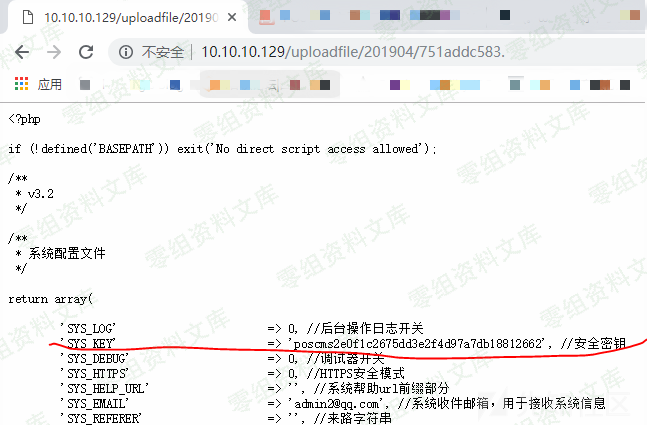 10.10.10.129/uploadfile/20190
不安全 | 10.10.10.129/uploadfile/201904/751addc583.
应用
<?php
if (!defined('BASEPATH')) exit('No direct script access allowed');
/**
 * v3.2
 */
/**
 * 系统配置文件
 */
return array(
'SYS_LOG' => 0, //后台操作日志开关
'SYS_KEY' => 'poscms2e0f1c2675dd3e2f4d97a7db18812662', //安全密钥
'SYS_DEBUG' => 0, //调试器开关
'SYS_HTTPS' => 0, //HTTPS安全模式
'SYS_HELP_URL' => '', //系统帮助url前缀部分
'SYS_EMAIL' => 'admin2@qq.com', //系统收件邮箱，用于接收系统信息
'SYS_REFERER' => '', //来路字符串
零组资料文库